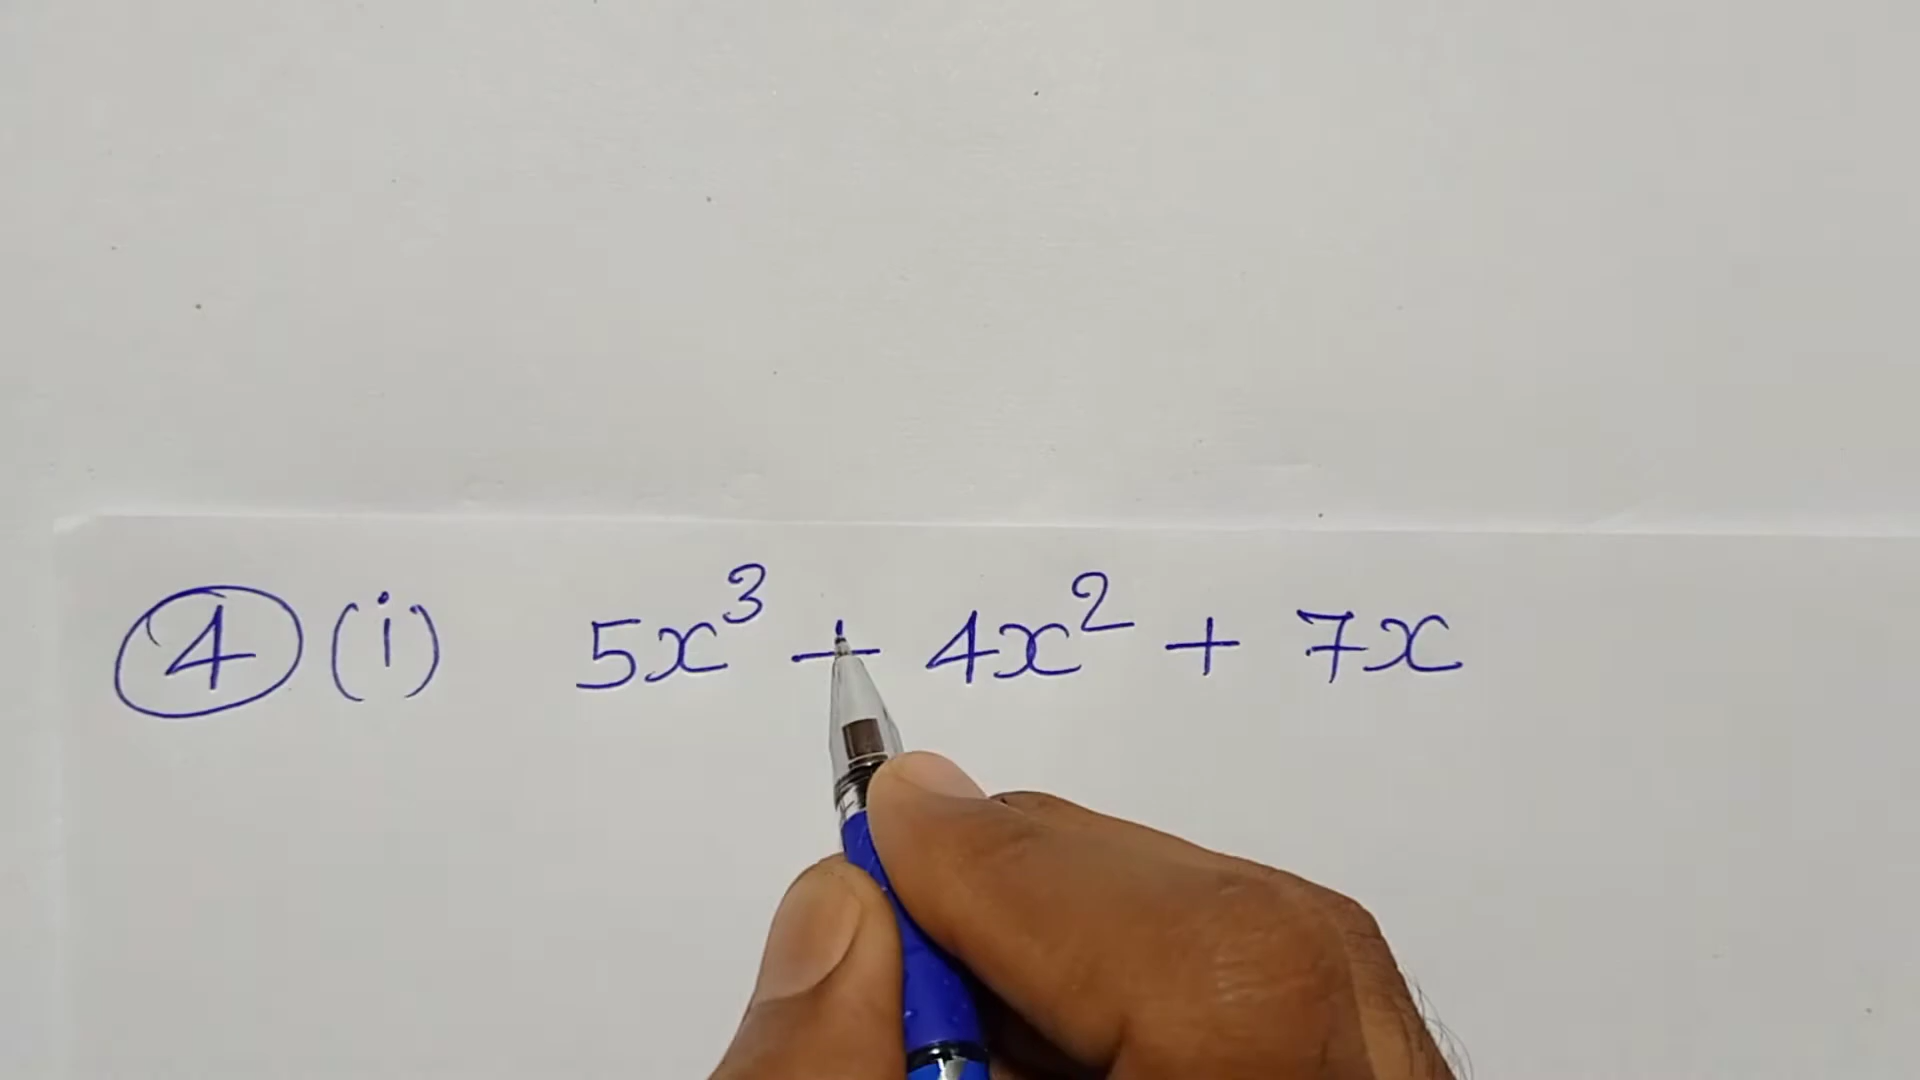 ④ (i) 5x³ + 4x² + 7x